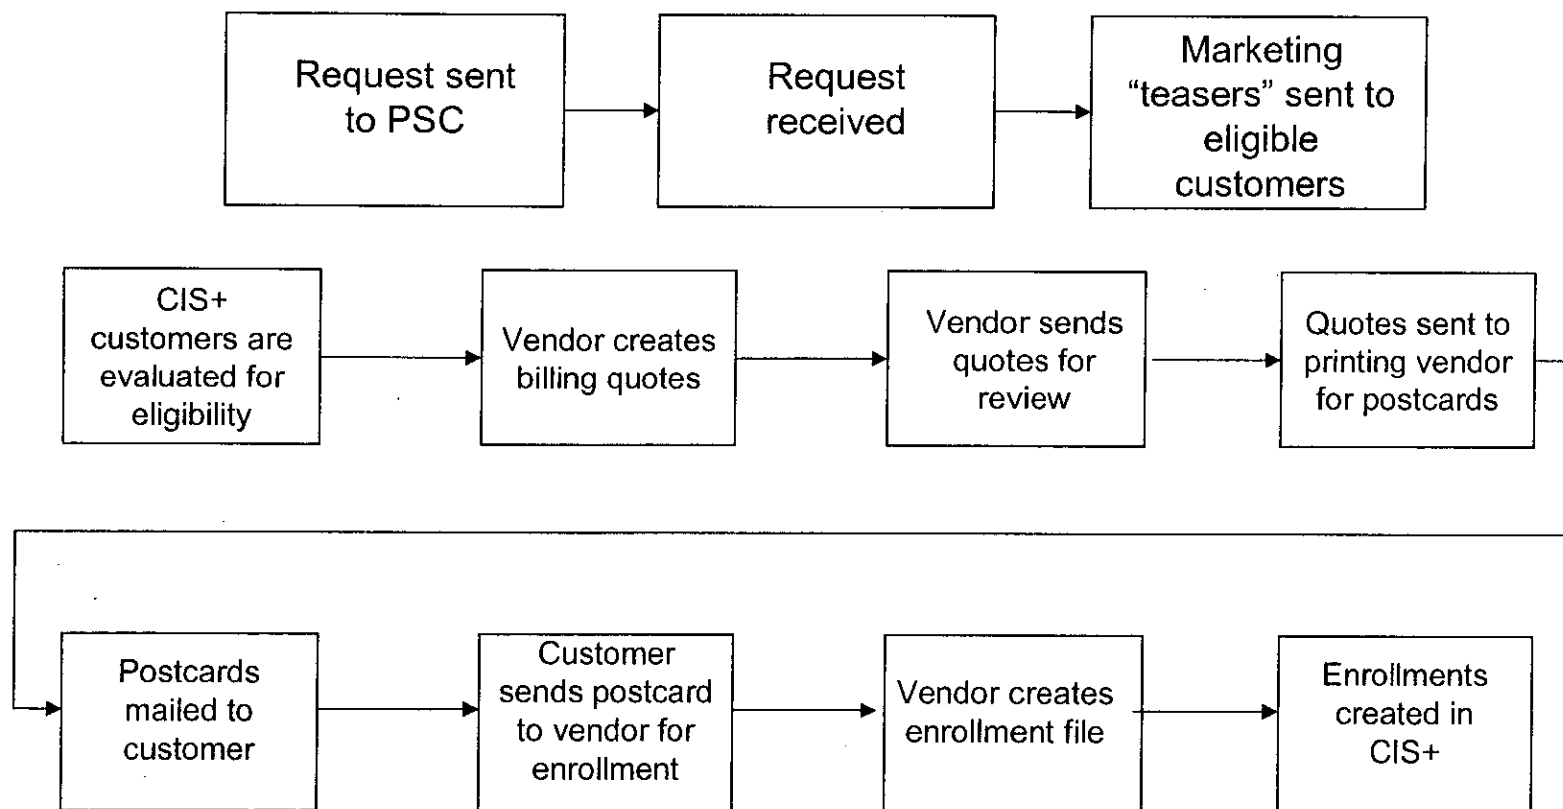 Request sent
to PSC
Request
received
Marketing
“teasers” sent to
eligible
customers
CIS+
customers are
evaluated for
eligibility
Vendor creates
billing quotes
Vendor sends
quotes for
review
Quotes sent to
printing vendor
for postcards
Postcards
mailed to
customer
Customer
sends postcard
to vendor for
enrollment
Vendor creates
enrollment file
Enrollments
created in
CIS+